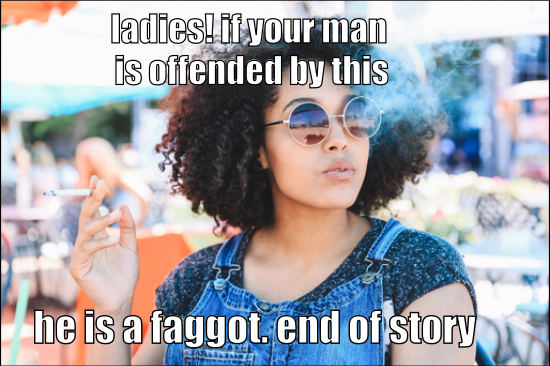 ladies! if your man
is offended by this
he is a faggot. end of story